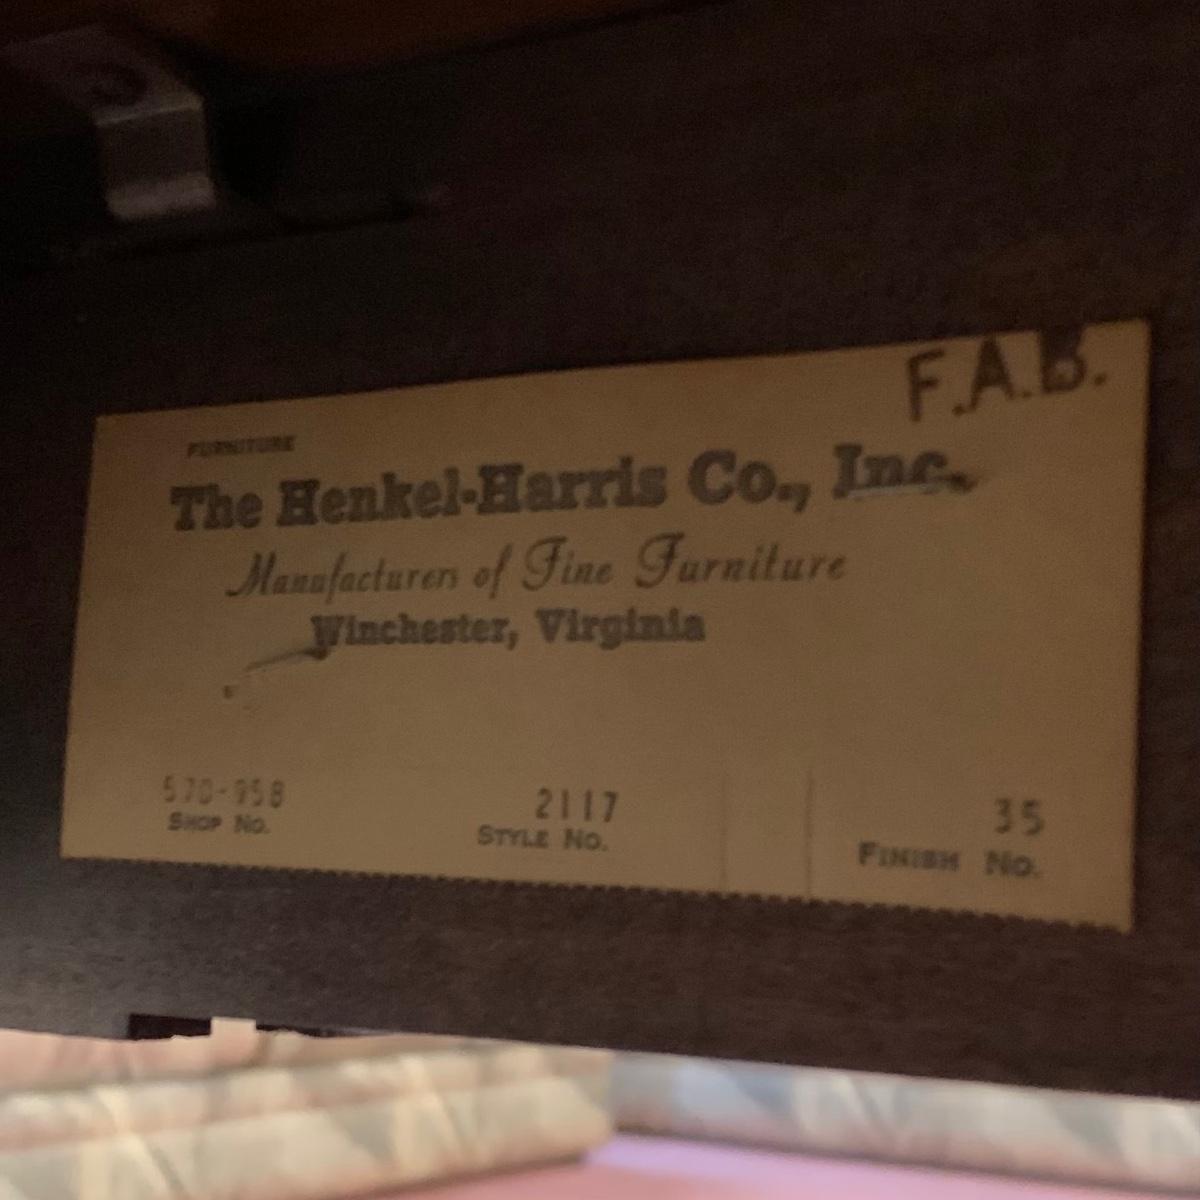 F.A.B.
FURNITURE
The Henkel-Harris Co., Inc.
Manufacturers of Fine Furniture
Winchester, Virginia
570-958 2117 35
SHOP NO. STYLE NO. FINISH NO.